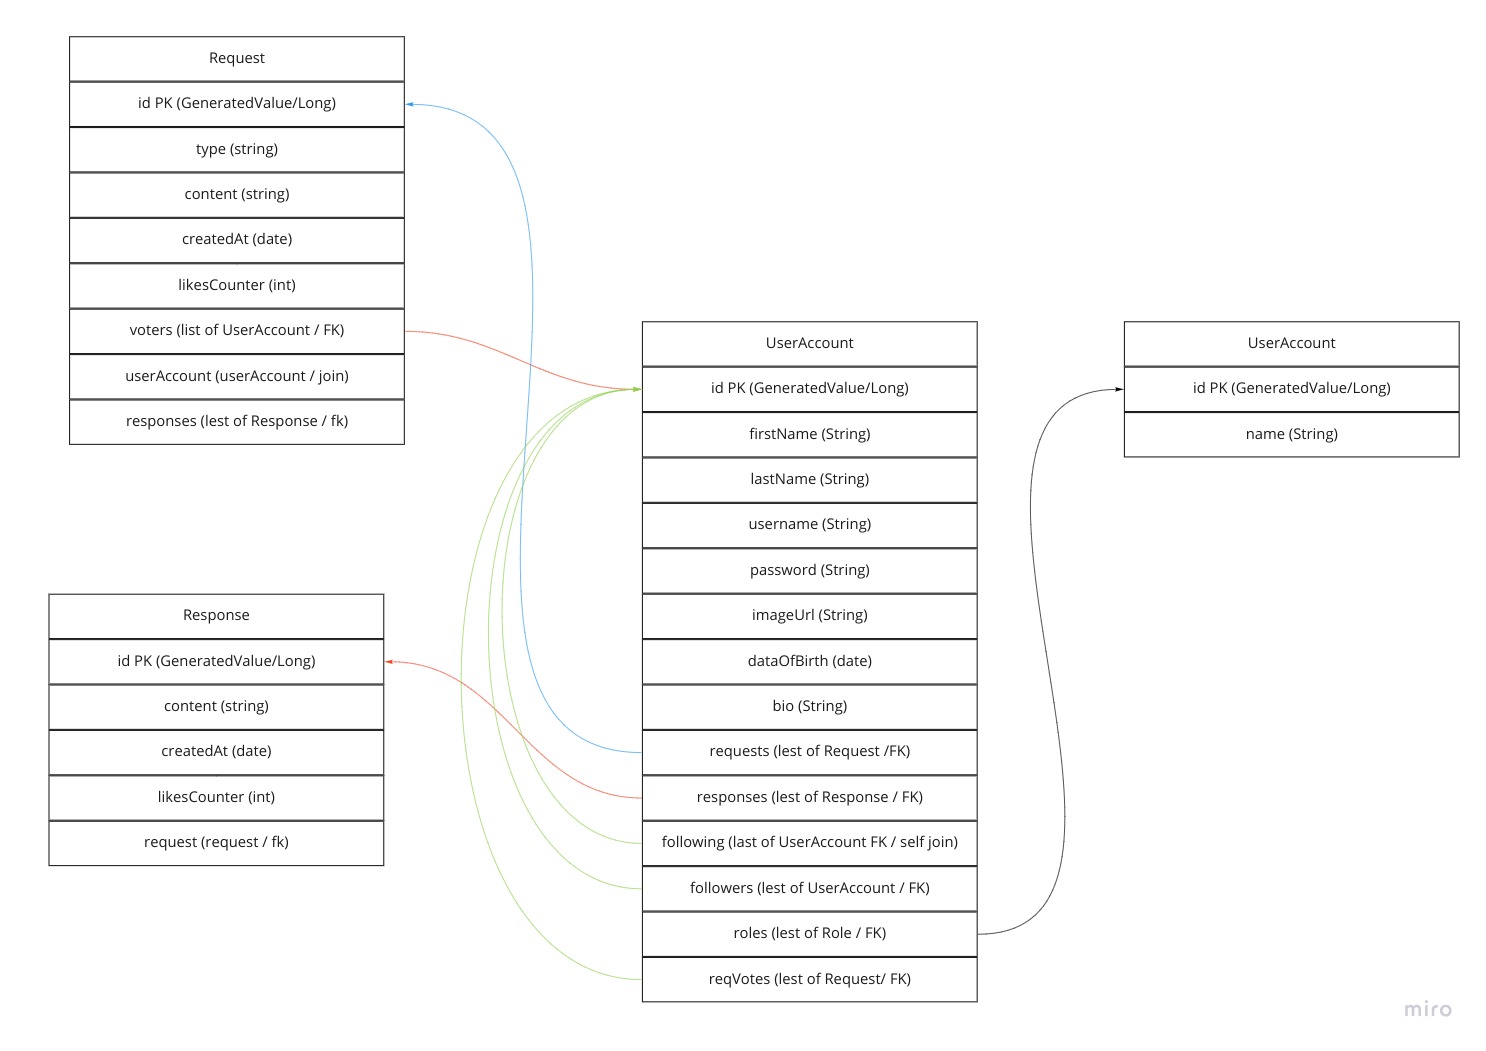 Request
id PK (GeneratedValue/Long)
type (string)
content (string)
createdAt (date)
likesCounter (int)
voters (list of UserAccount / FK)
userAccount (userAccount / join)
responses (lest of Response / fk)
Response
id PK (GeneratedValue/Long)
content (string)
createdAt (date)
likesCounter (int)
request (request / fk)
UserAccount
id PK (GeneratedValue/Long)
firstName (String)
lastName (String)
username (String)
password (String)
imageUrl (String)
dataOfBirth (date)
bio (String)
requests (lest of Request /FK)
responses (lest of Response / FK)
following (last of UserAccount FK / self join)
followers (lest of UserAccount / FK)
roles (lest of Role / FK)
reqVotes (lest of Request/ FK)
UserAccount
id PK (GeneratedValue/Long)
name (String)
miro